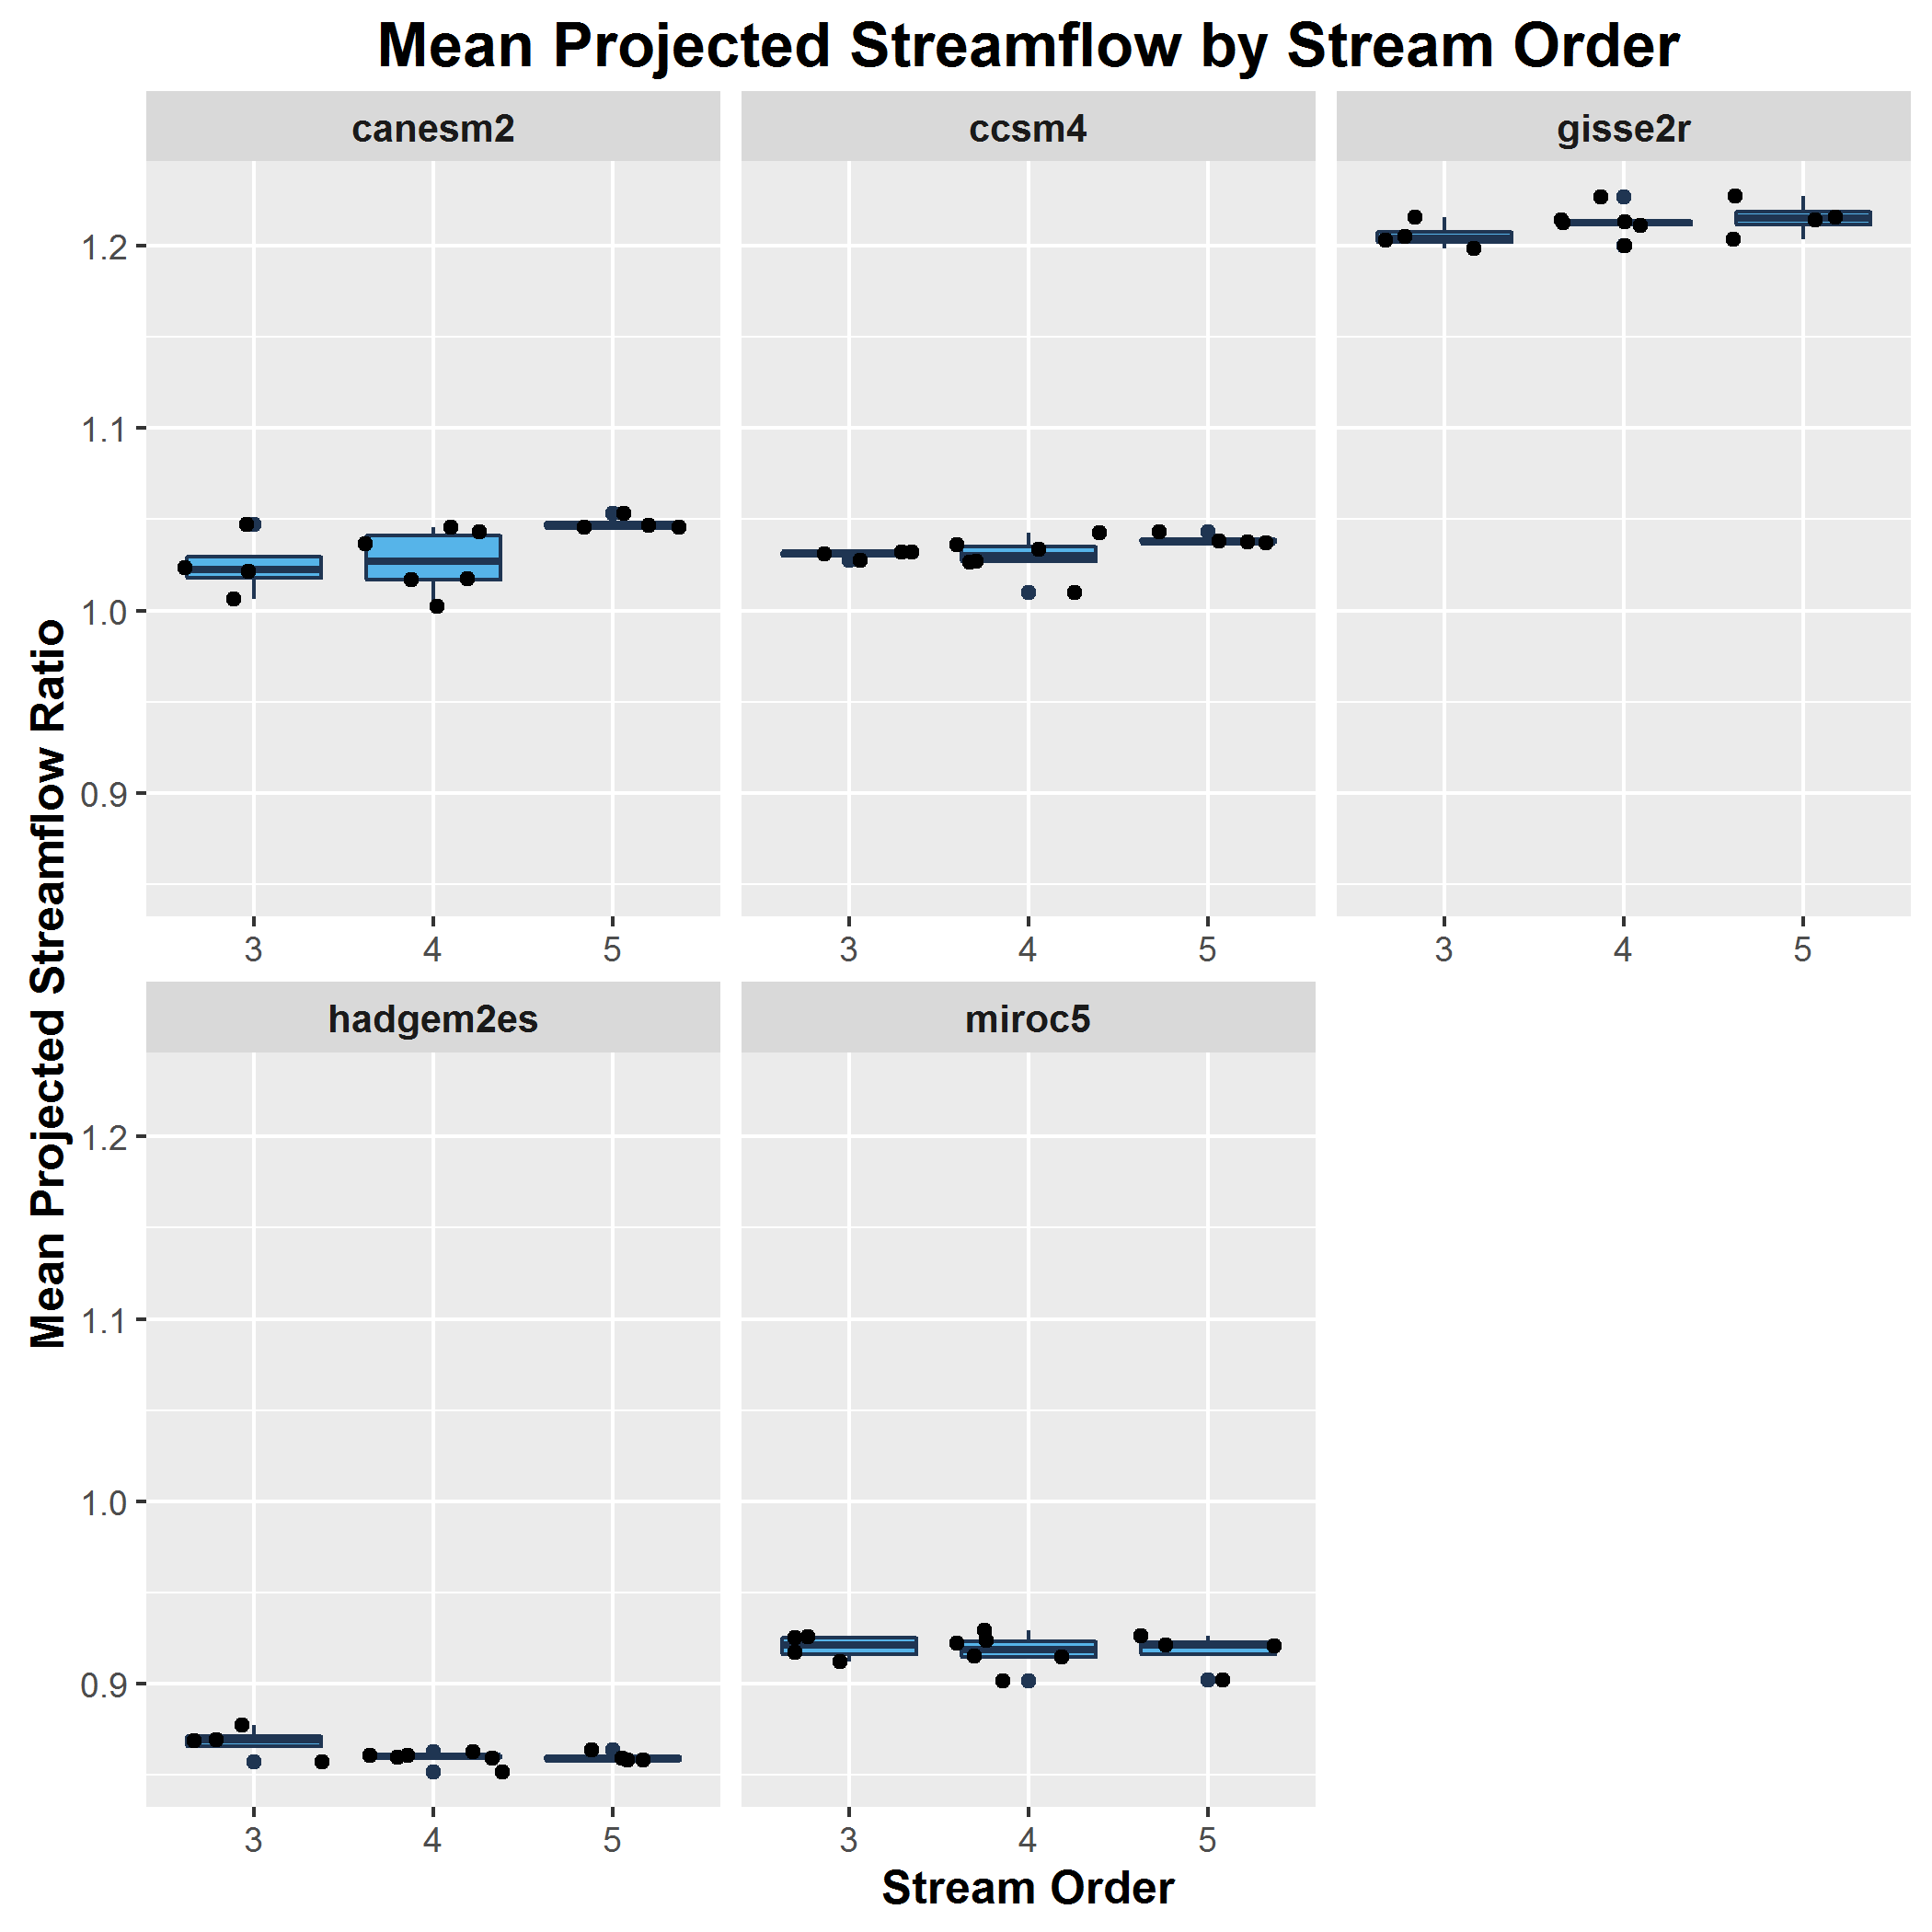 Mean Projected Streamflow by Stream Order
canesm2
ccsm4
gisse2r
1.2
1.1
1.0
0.9
3 4 5
3 4 5
3 4 5
hadgem2es
miroc5
1.2
1.1
1.0
0.9
3 4 5
3 4 5
Stream Order
Mean Projected Streamflow Ratio